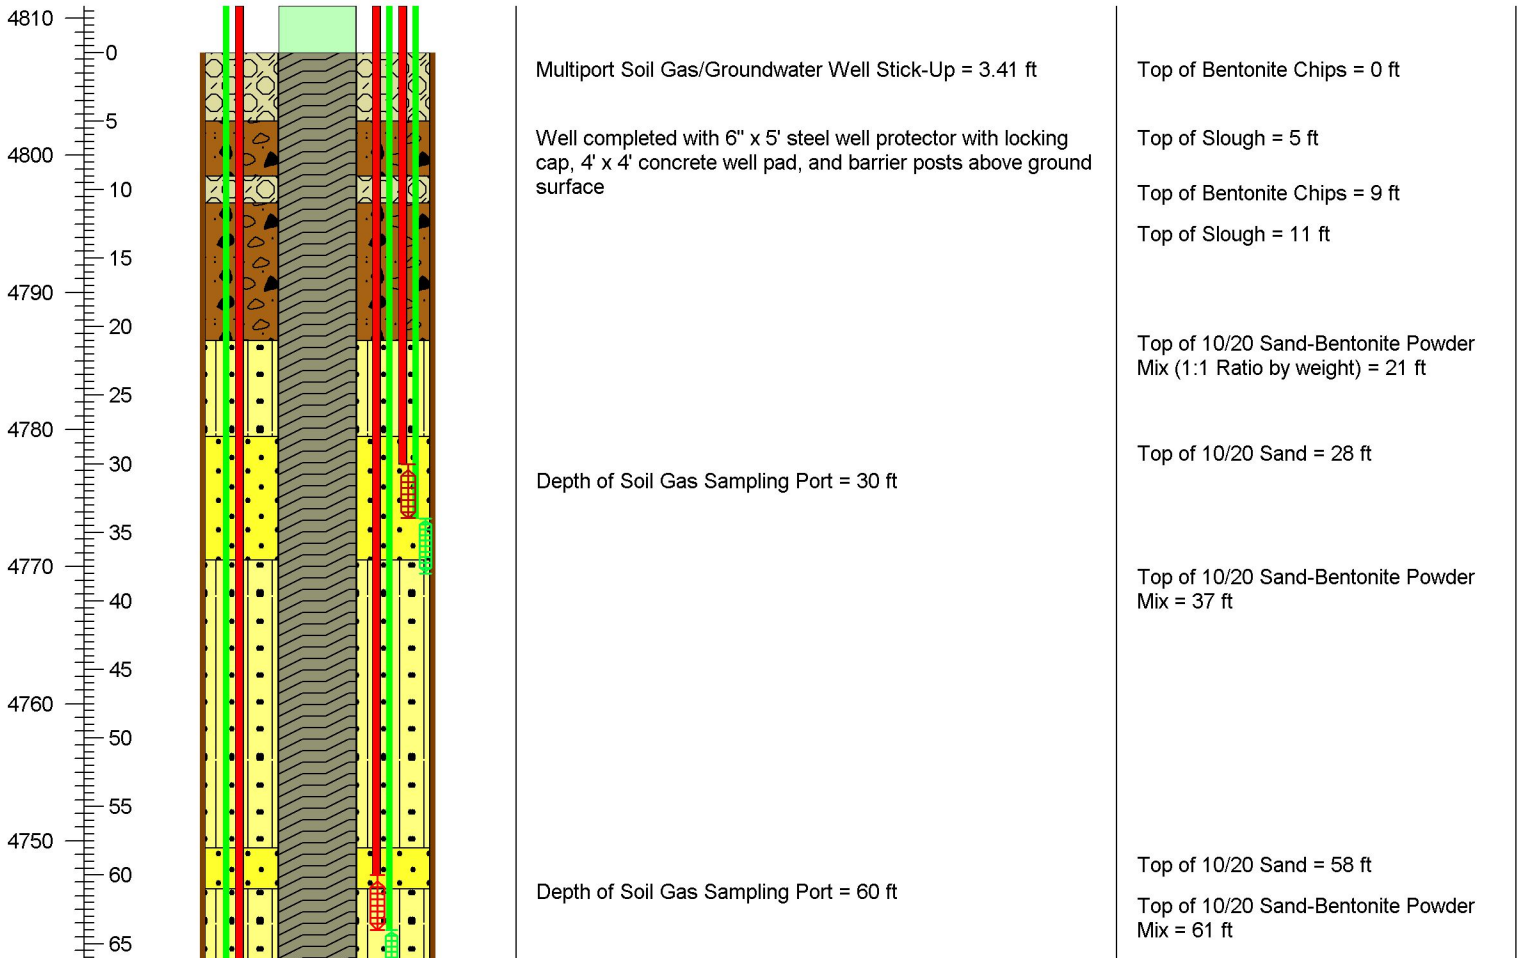 4810
0
5
4800
10
15
4790
20
25
4780
30
35
4770
40
45
4760
50
55
4750
60
65
Multiport Soil Gas/Groundwater Well Stick-Up = 3.41 ft
Well completed with 6" x 5' steel well protector with locking
cap, 4' x 4' concrete well pad, and barrier posts above ground
surface
Depth of Soil Gas Sampling Port = 30 ft
Depth of Soil Gas Sampling Port = 60 ft
Top of Bentonite Chips = 0 ft
Top of Slough = 5 ft
Top of Bentonite Chips = 9 ft
Top of Slough = 11 ft
Top of 10/20 Sand-Bentonite Powder
Mix (1:1 Ratio by weight) = 21 ft
Top of 10/20 Sand = 28 ft
Top of 10/20 Sand-Bentonite Powder
Mix = 37 ft
Top of 10/20 Sand = 58 ft
Top of 10/20 Sand-Bentonite Powder
Mix = 61 ft